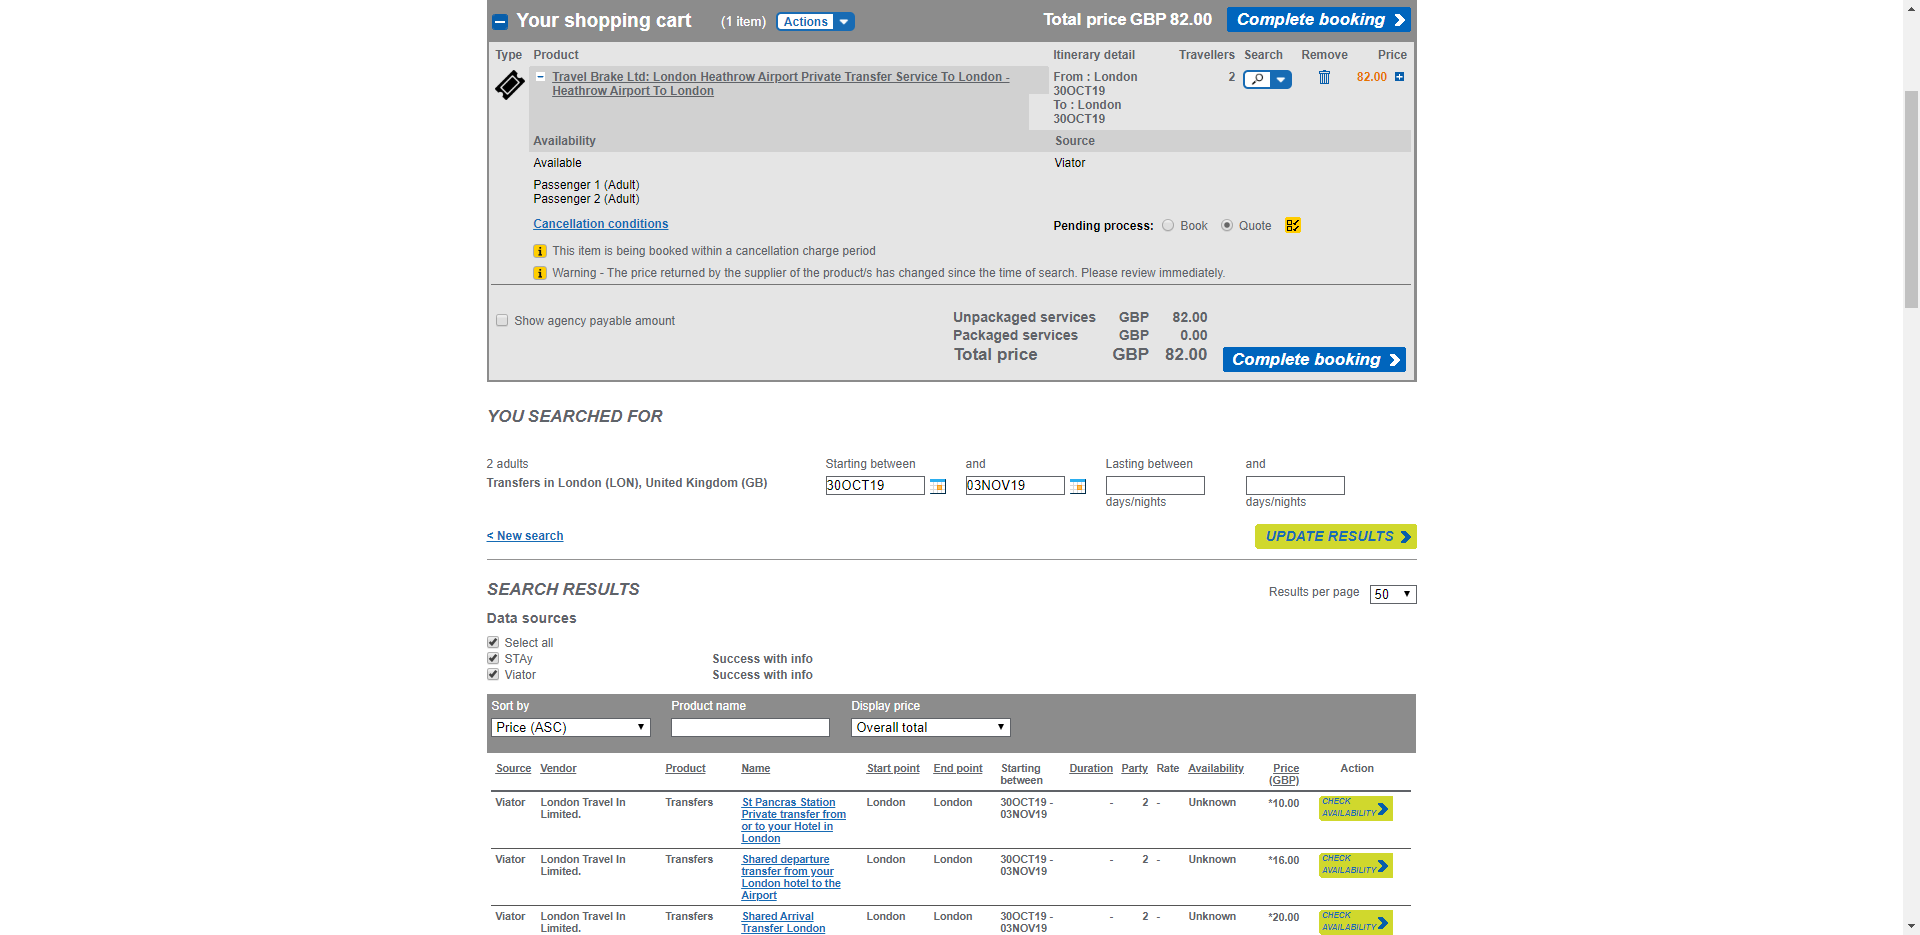 Your shopping cart (1 item) Actions Total price GBP 82.00 Complete booking
Type Product Itinerary detail Travellers Search Remove Price
Travel Brake Ltd: London Heathrow Airport Private Transfer Service To London -
Heathrow Airport To London
From : London
30OCT19
To : London
30OCT19
2
82.00
Availability Source
Available Viator
Passenger 1 (Adult)
Passenger 2 (Adult)
Cancellation conditions Pending process: Book Quote
This item is being booked within a cancellation charge period
Warning - The price returned by the supplier of the product/s has changed since the time of search. Please review immediately.
Show agency payable amount
Unpackaged services GBP 82.00
Packaged services GBP 0.00
Total price GBP 82.00
Complete booking
YOU SEARCHED FOR
2 adults Starting between and Lasting between and
Transfers in London (LON), United Kingdom (GB) 30OCT19 03NOV19
days/nights days/nights
< New search UPDATE RESULTS
SEARCH RESULTS Results per page 50
Data sources
Select all
STAy Success with info
Viator Success with info
Sort by Product name Display price
Price (ASC) Overall total
Source Vendor Product Name Start point End point Starting between Duration Party Rate Availability Price (GBP) Action
Viator London Travel In Limited. Transfers St Pancras Station Private transfer from or to your Hotel in London London London 30OCT19 - 03NOV19 - 2 - Unknown *10.00 CHECK AVAILABILITY
Viator London Travel In Limited. Transfers Shared departure transfer from your London hotel to the Airport London London 30OCT19 - 03NOV19 - 2 - Unknown *16.00 CHECK AVAILABILITY
Viator London Travel In Limited. Transfers Shared Arrival Transfer London London London 30OCT19 - 03NOV19 - 2 - Unknown *20.00 CHECK AVAILABILITY